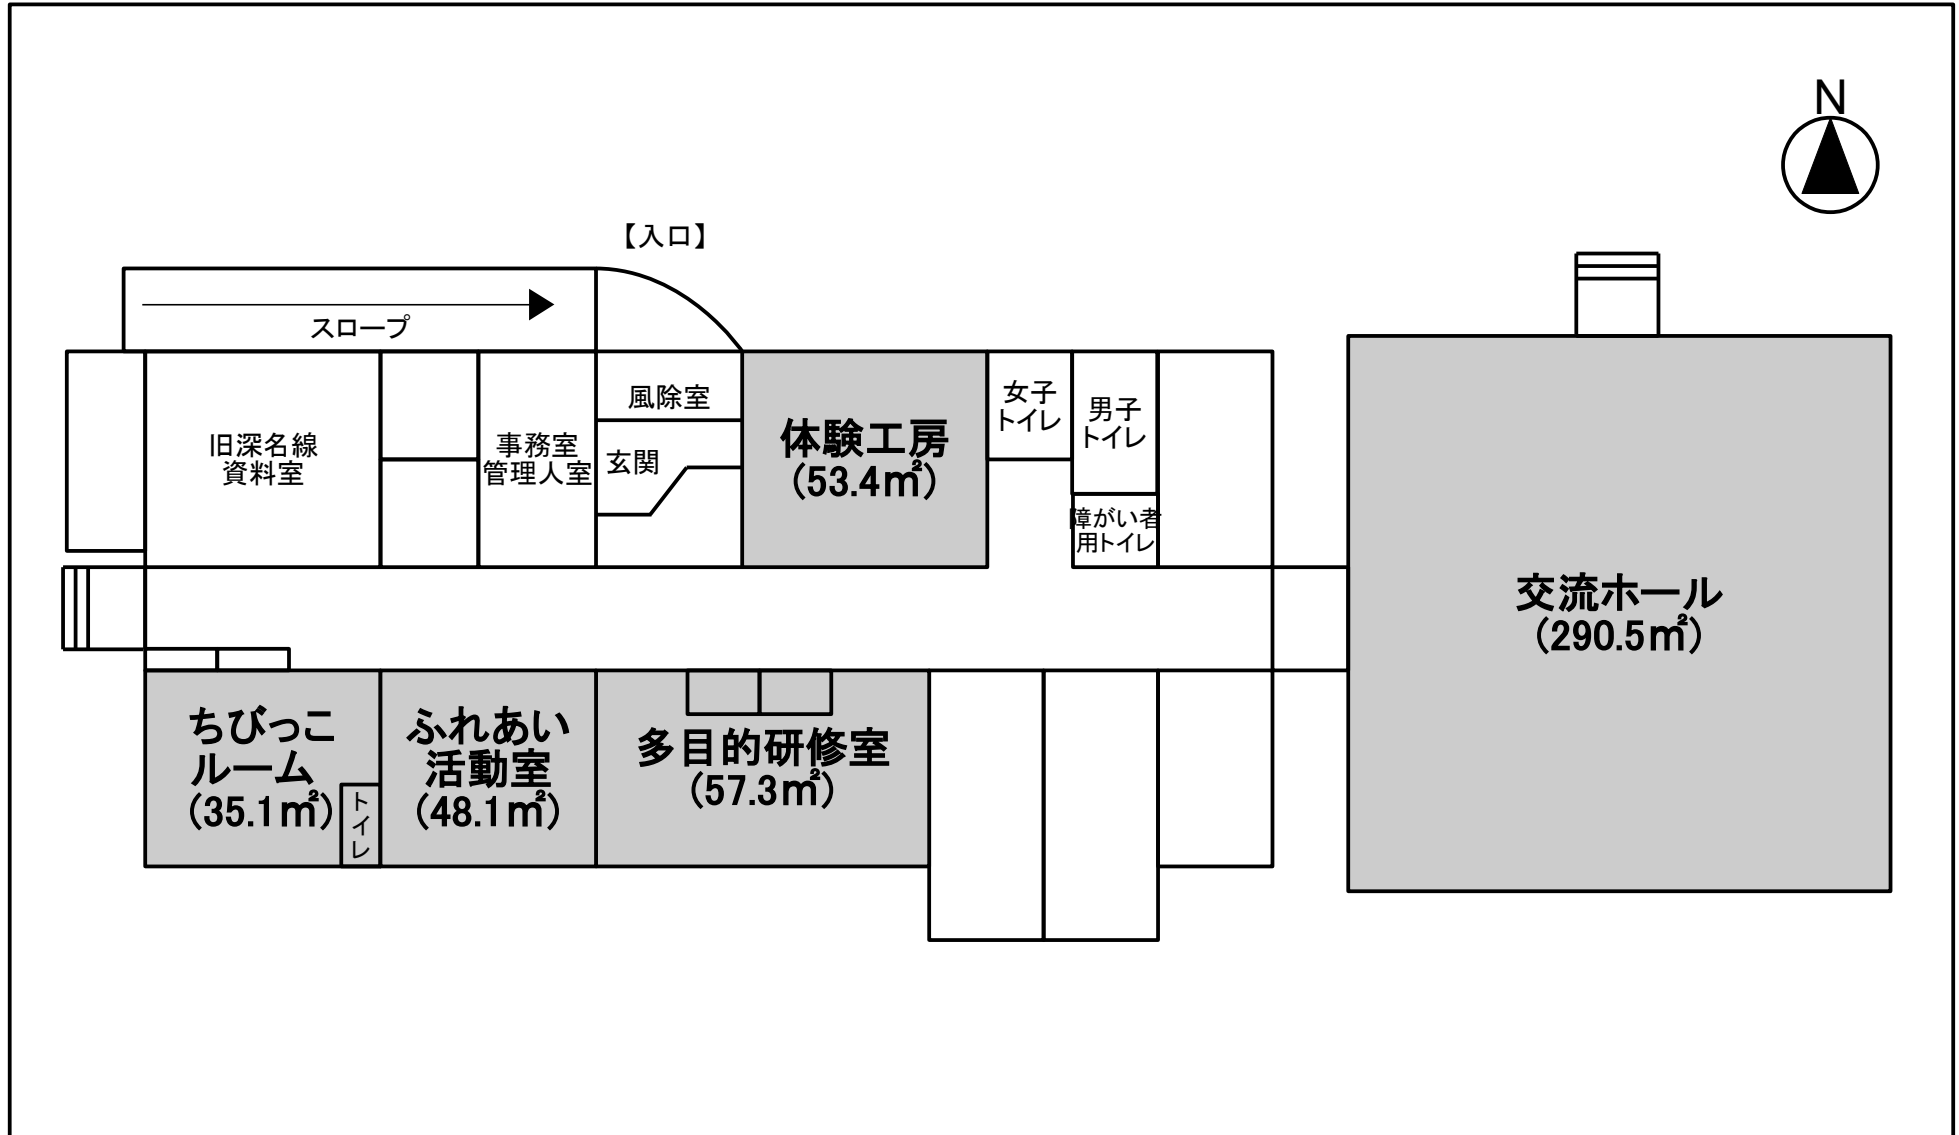 N
【入口】
スロープ
旧深名線
資料室
事務室
管理人室
風除室
玄関
体験工房
(53.4㎡)
女子
トイレ
男子
トイレ
障がい者
用トイレ
交流ホール
(290.5㎡)
ちびっこ
ルーム
(35.1㎡)
トイレ
ふれあい
活動室
(48.1㎡)
多目的研修室
(57.3㎡)